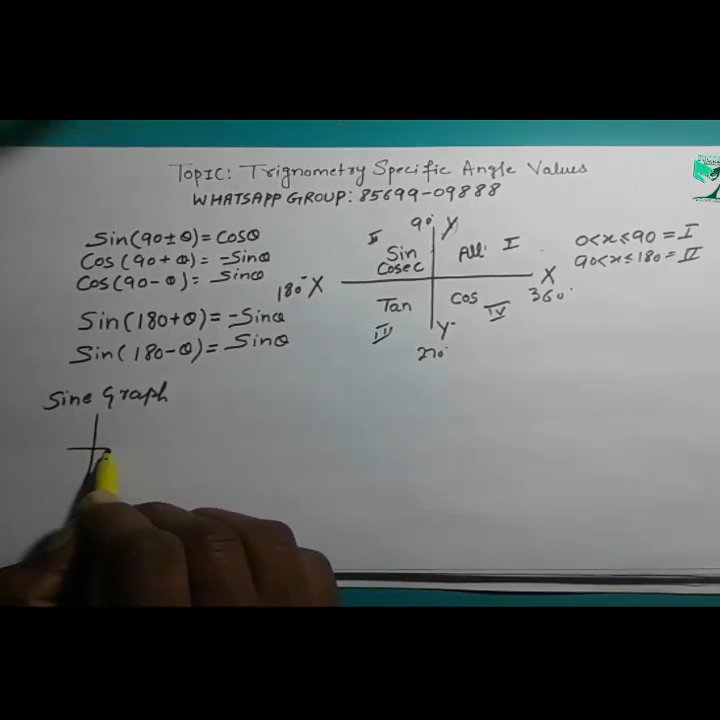 Topic: Trignometry Specific Angle Values
WHATSAPP GROUP: 85699-09888
Sin(90±θ)=Cosθ
Cos(90+θ)=-Sinθ
Cos(90-θ)=Sinθ
Sin(180+θ)=-Sinθ
Sin(180-θ)=Sinθ
Sine Graph
90° Y
II
Sin
Cosec
All I
180° X⁻
X
360°
Tan
III
Cos
IV
Y⁻
270°
0<x≤90=I
90<x≤180=II